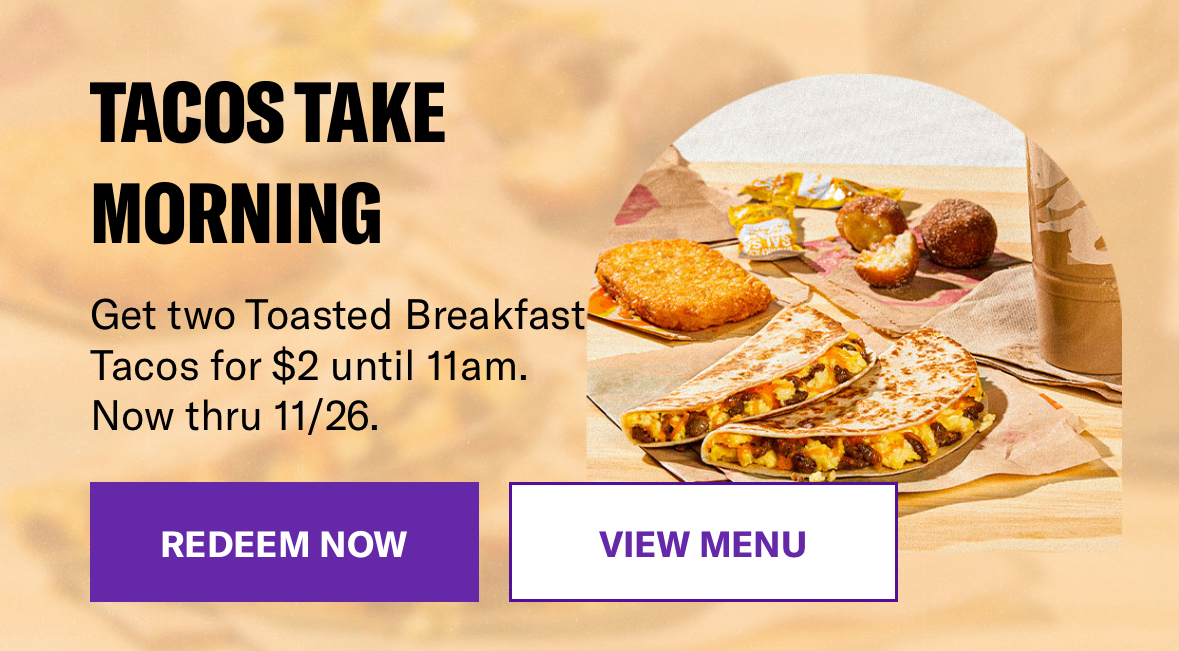 TACOS TAKE
MORNING
Get two Toasted Breakfast
Tacos for $2 until 11am.
Now thru 11/26.
REDEEM NOW
VIEW MENU